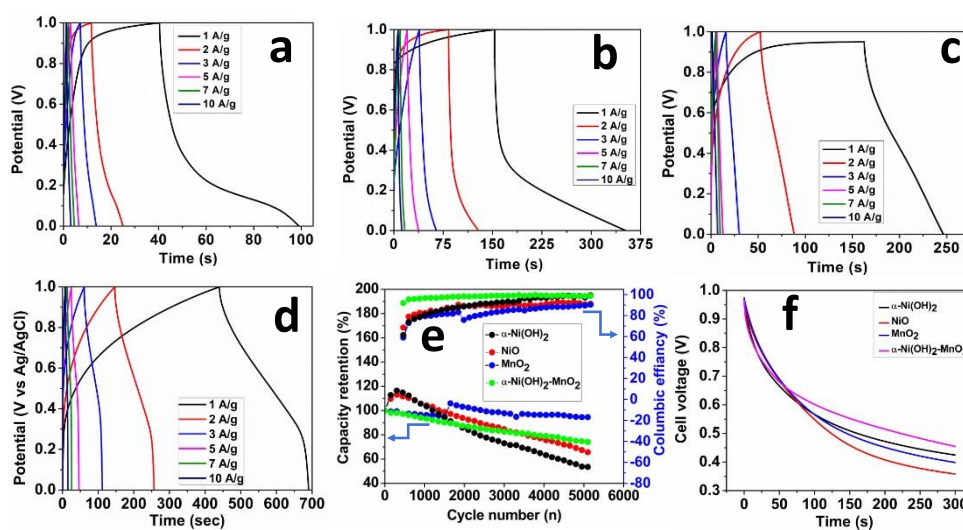 a
Potential (V)
1.0
0.8
0.6
0.4
0.2
0.0
0 20 40 60 80 100
Time (s)
1 A/g
2 A/g
3 A/g
5 A/g
7 A/g
10 A/g
b
Potential (V)
1.0
0.8
0.6
0.4
0.2
0.0
0 75 150 225 300 375
Time (s)
1 A/g
2 A/g
3 A/g
5 A/g
7 A/g
10 A/g
c
Potential (V)
1.0
0.8
0.6
0.4
0.2
0.0
0 50 100 150 200 250
Time (s)
1 A/g
2 A/g
3 A/g
5 A/g
7 A/g
10 A/g
d
Potential (V vs Ag/AgCl)
1.0
0.8
0.6
0.4
0.2
0.0
0 100 200 300 400 500 600 700
Time (sec)
1 A/g
2 A/g
3 A/g
5 A/g
7 A/g
10 A/g
e
Capacity retention (%)
200
180
160
140
120
100
80
60
40
0 1000 2000 3000 4000 5000 6000
Cycle number (n)
α-Ni(OH)₂
NiO
MnO₂
α-Ni(OH)₂-MnO₂
100
80
60
40
20
0
-20
-40
-60
-80
Columbic effiancy (%)
f
Cell voltage (V)
1.0
0.9
0.8
0.7
0.6
0.5
0.4
0.3
0 50 100 150 200 250 300
Time (s)
α-Ni(OH)₂
NiO
MnO₂
α-Ni(OH)₂-MnO₂